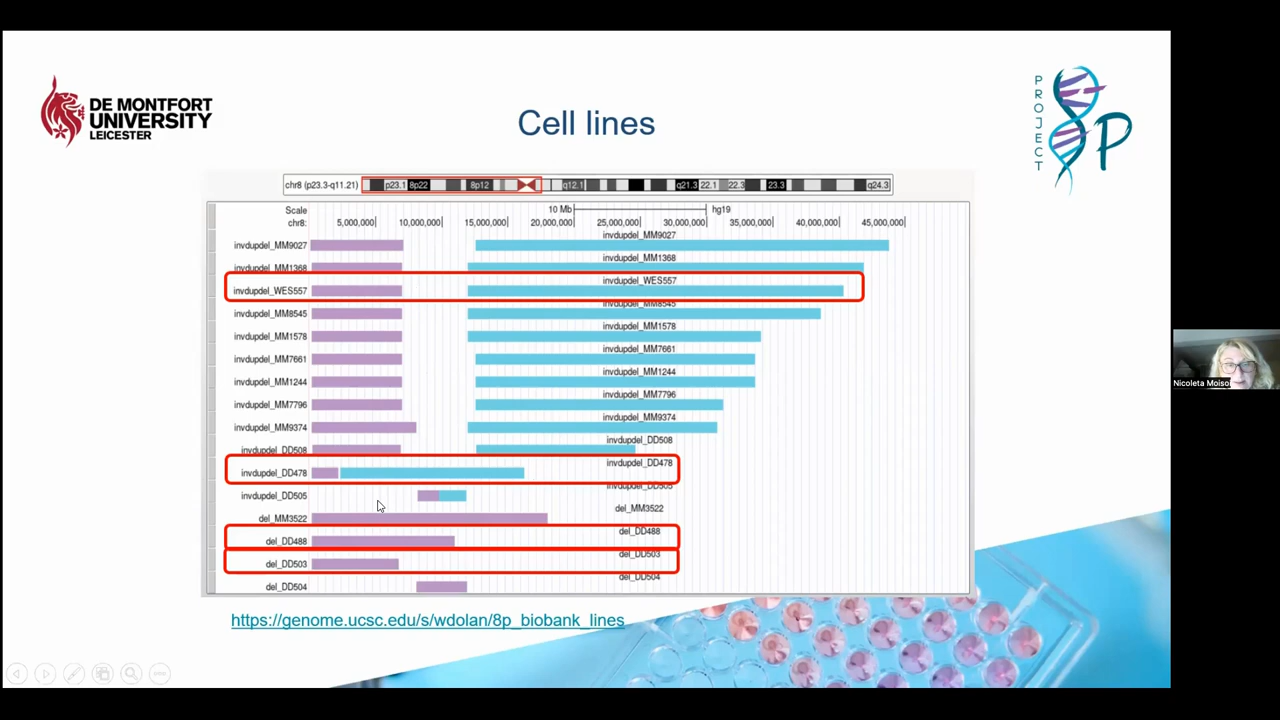 DE MONTFORT
UNIVERSITY
LEICESTER
Cell lines
PROJECT
8P
chr8 (p23.3-q11.21) p23.1 8p22 8p12 q12.1 q21.3 22.1 22.3 23.3 q24.3
Scale 10 Mb hg19
chr8: 5,000,000 10,000,000 15,000,000 20,000,000 25,000,000 30,000,000 35,000,000 40,000,000 45,000,000
invdupdel_MM9027 invdupdel_MM9027
invdupdel_MM1368 invdupdel_MM1368
invdupdel_WES557 invdupdel_WES557
invdupdel_MM8545 invdupdel_MM8545
invdupdel_MM1578 invdupdel_MM1578
invdupdel_MM7661 invdupdel_MM7661
invdupdel_MM1244 invdupdel_MM1244
invdupdel_MM7796 invdupdel_MM7796
invdupdel_MM9374 invdupdel_MM9374
invdupdel_DD508 invdupdel_DD508
invdupdel_DD478 invdupdel_DD478
invdupdel_DD505 invdupdel_DD505
del_MM3522 del_MM3522
del_DD488 del_DD488
del_DD503 del_DD503
del_DD504 del_DD504
https://genome.ucsc.edu/s/wdolan/8p_biobank_lines
Nicoleta Moiso